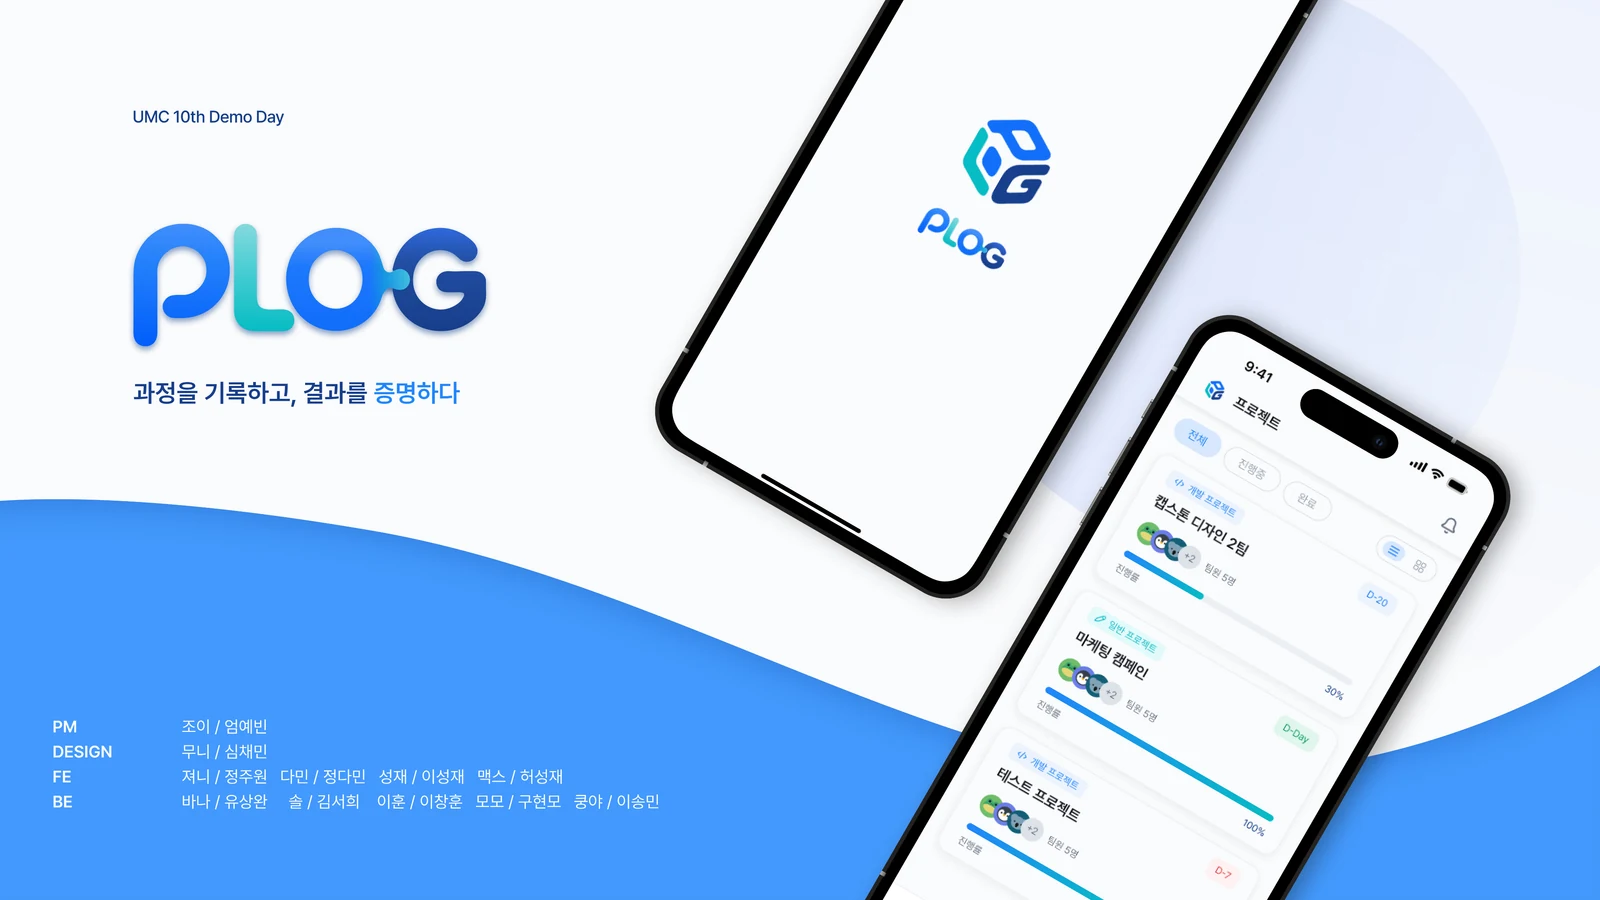 UMC 10th Demo Day
PLOG
과정을 기록하고, 결과를 증명하다
PLOG
9:41
프로젝트
전체 진행중 완료
개발 프로젝트
캡스톤 디자인 2팀
+2 팀원 5명
D-20
진행률
30%
일반 프로젝트
마케팅 캠페인
+2 팀원 5명
D-Day
진행률
100%
개발 프로젝트
테스트 프로젝트
+2 팀원 5명
D-7
진행률
PM 조이 / 엄예빈
DESIGN 무니 / 심채민
FE 져니 / 정주원 다민 / 정다민 성재 / 이성재 맥스 / 허성재
BE 바나 / 유상완 솔 / 김서희 이훈 / 이창훈 모모 / 구현모 쿵야 / 이송민